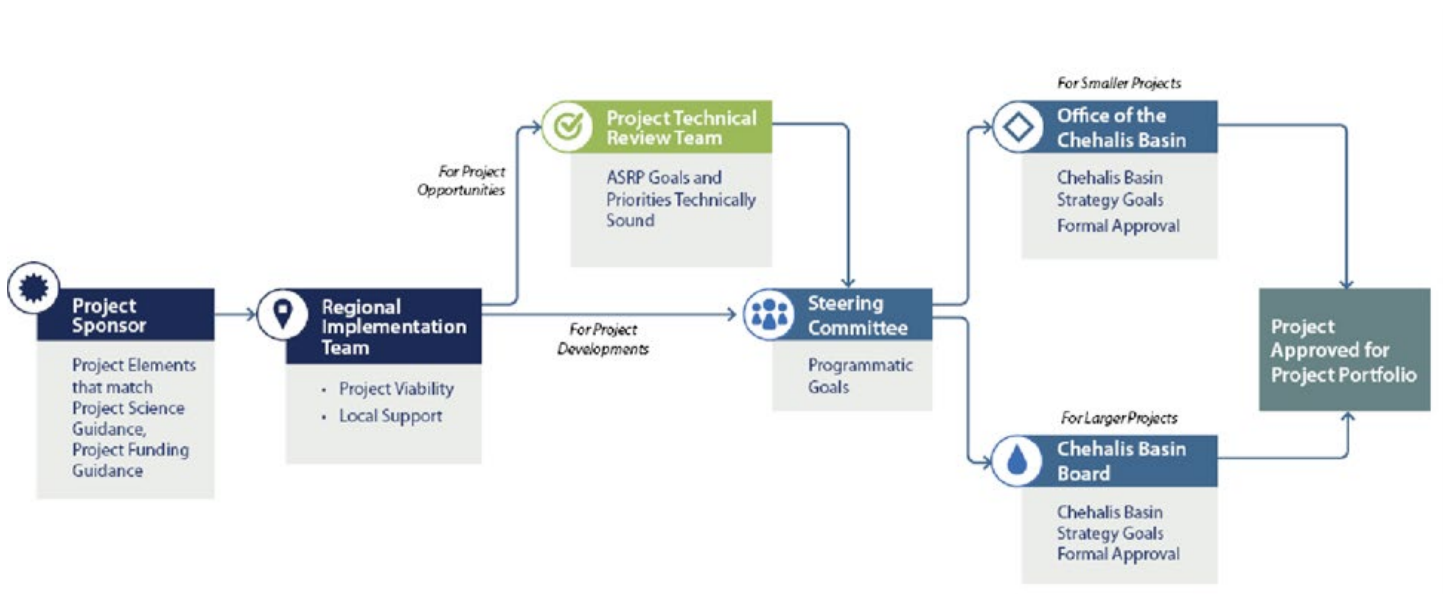 Project
Sponsor
Project Elements
that match
Project Science
Guidance,
Project Funding
Guidance
Regional
Implementation
Team
• Project Viability
• Local Support
For Project
Opportunities
Project Technical
Review Team
ASRP Goals and
Priorities Technically
Sound
For Project
Developments
Steering
Committee
Programmatic
Goals
For Smaller Projects
Office of the
Chehalis Basin
Chehalis Basin
Strategy Goals
Formal Approval
For Larger Projects
Chehalis Basin
Board
Chehalis Basin
Strategy Goals
Formal Approval
Project
Approved for
Project Portfolio